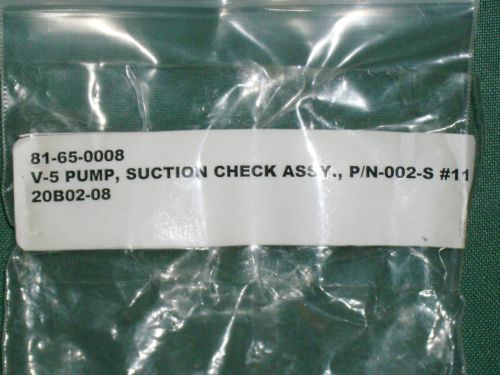 81-65-0008
V-5 PUMP, SUCTION CHECK ASSY., P/N-002-S #11
20B02-08